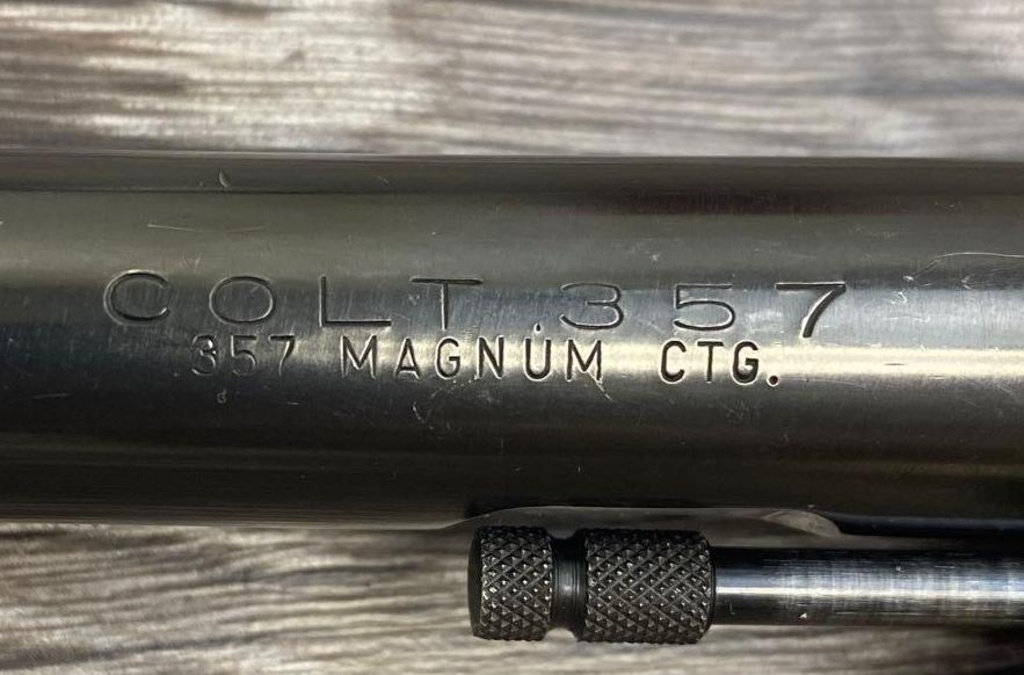 COLT .357
357 MAGNUM CTG.